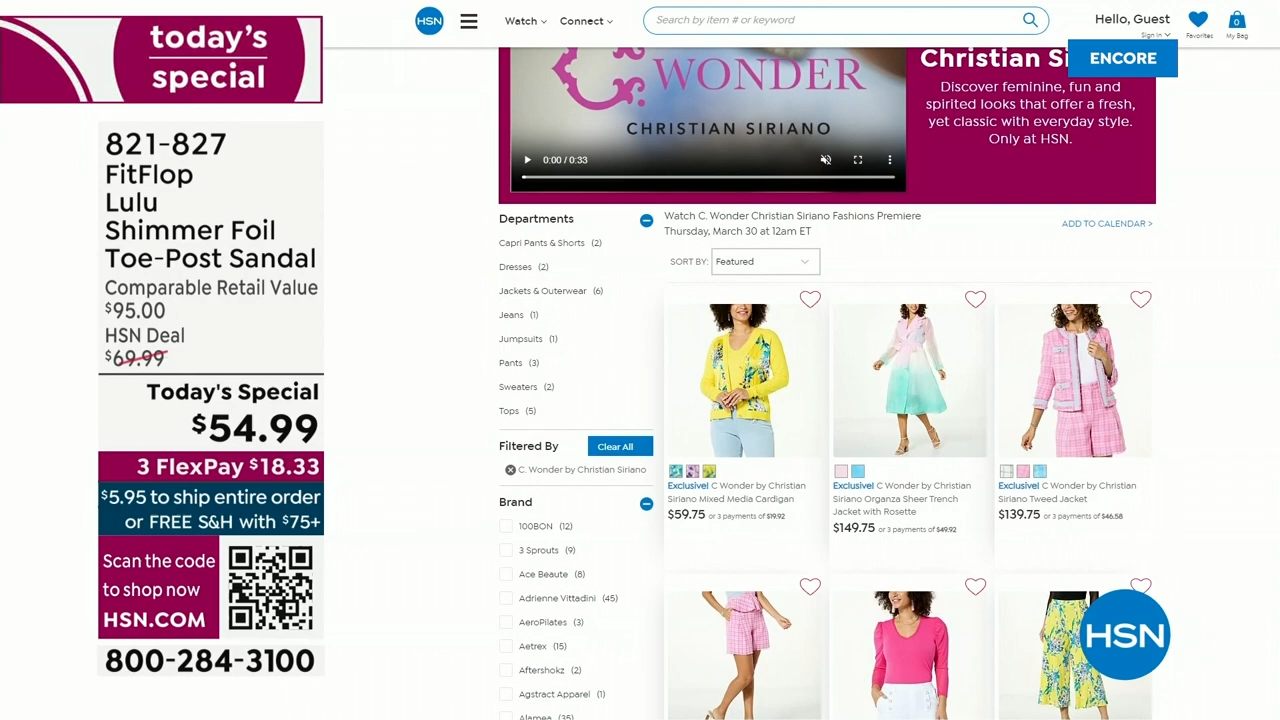 today's
special
821-827
FitFlop
Lulu
Shimmer Foil
Toe-Post Sandal
Comparable Retail Value
$95.00
HSN Deal
$69.99
Today's Special
$54.99
3 FlexPay $18.33
$5.95 to ship entire order
or FREE S&H with $75+
Scan the code
to shop now
HSN.COM
800-284-3100
HSN
Watch
Connect
Search by item # or keyword
Hello, Guest
Sign in
Favorites
0
My Bag
ENCORE
WONDER
CHRISTIAN SIRIANO
0:00 / 0:33
Christian Si
Discover feminine, fun and
spirited looks that offer a fresh,
yet classic with everyday style.
Only at HSN.
Departments
Capri Pants & Shorts (2)
Dresses (2)
Jackets & Outerwear (6)
Jeans (1)
Jumpsuits (1)
Pants (3)
Sweaters (2)
Tops (5)
Filtered By
Clear All
C. Wonder by Christian Siriano
Brand
100BON (12)
3 Sprouts (9)
Ace Beaute (8)
Adrienne Vittadini (45)
AeroPilates (3)
Aetrex (15)
Aftershokz (2)
Agstract Apparel (1)
Alamea (35)
Watch C. Wonder Christian Siriano Fashions Premiere
Thursday, March 30 at 12am ET
ADD TO CALENDAR >
SORT BY: Featured
Exclusive! C Wonder by Christian
Siriano Mixed Media Cardigan
$59.75 or 3 payments of $19.92
Exclusive! C Wonder by Christian
Siriano Organza Sheer Trench
Jacket with Rosette
$149.75 or 3 payments of $49.92
Exclusive! C Wonder by Christian
Siriano Tweed Jacket
$139.75 or 3 payments of $46.58
HSN